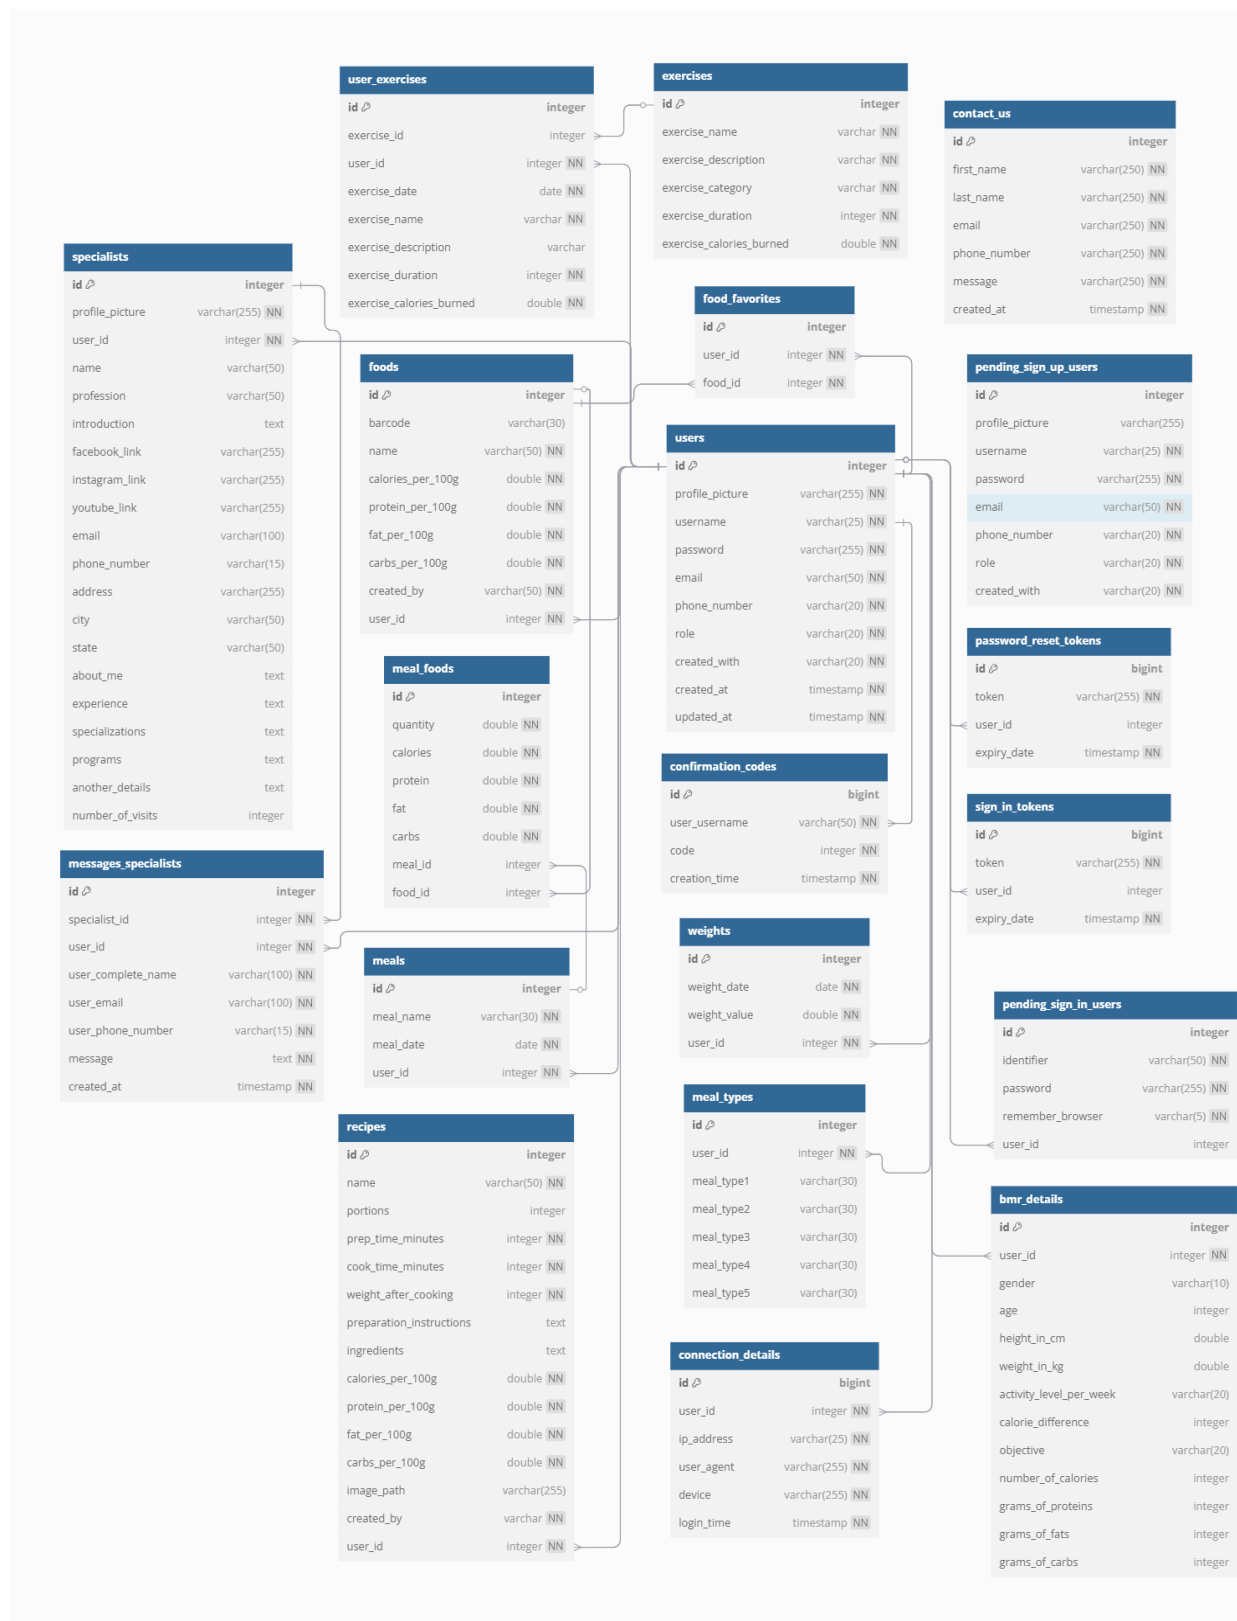 user_exercises
id integer
exercise_id integer
user_id integer NN
exercise_date date NN
exercise_name varchar NN
exercise_description varchar
exercise_duration integer NN
exercise_calories_burned double NN
exercises
id integer
exercise_name varchar NN
exercise_description varchar NN
exercise_category varchar NN
exercise_duration integer NN
exercise_calories_burned double NN
contact_us
id integer
first_name varchar(250) NN
last_name varchar(250) NN
email varchar(250) NN
phone_number varchar(250) NN
message varchar(250) NN
created_at timestamp NN
specialists
id integer
profile_picture varchar(255) NN
user_id integer NN
name varchar(50)
profession varchar(50)
introduction text
facebook_link varchar(255)
instagram_link varchar(255)
youtube_link varchar(255)
email varchar(100)
phone_number varchar(15)
address varchar(255)
city varchar(50)
state varchar(50)
about_me text
experience text
specializations text
programs text
another_details text
number_of_visits integer
food_favorites
id integer
user_id integer NN
food_id integer NN
foods
id integer
barcode varchar(30)
name varchar(50) NN
calories_per_100g double NN
protein_per_100g double NN
fat_per_100g double NN
carbs_per_100g double NN
created_by varchar(50) NN
user_id integer NN
pending_sign_up_users
id integer
profile_picture varchar(255)
username varchar(25) NN
password varchar(255) NN
email varchar(50) NN
phone_number varchar(20) NN
role varchar(20) NN
created_with varchar(20) NN
users
id integer
profile_picture varchar(255) NN
username varchar(25) NN
password varchar(255) NN
email varchar(50) NN
phone_number varchar(20) NN
role varchar(20) NN
created_with varchar(20) NN
created_at timestamp NN
updated_at timestamp NN
password_reset_tokens
id bigint
token varchar(255) NN
user_id integer
expiry_date timestamp NN
meal_foods
id integer
quantity double NN
calories double NN
protein double NN
fat double NN
carbs double NN
meal_id integer
food_id integer
confirmation_codes
id bigint
user_username varchar(50) NN
code integer NN
creation_time timestamp NN
sign_in_tokens
id bigint
token varchar(255) NN
user_id integer
expiry_date timestamp NN
messages_specialists
id integer
specialist_id integer NN
user_id integer NN
user_complete_name varchar(100) NN
user_email varchar(100) NN
user_phone_number varchar(15) NN
message text NN
created_at timestamp NN
meals
id integer
meal_name varchar(30) NN
meal_date date NN
user_id integer NN
weights
id integer
weight_date date NN
weight_value double NN
user_id integer NN
pending_sign_in_users
id integer
identifier varchar(50) NN
password varchar(255) NN
remember_browser varchar(5) NN
user_id integer
meal_types
id integer
user_id integer NN
meal_type1 varchar(30)
meal_type2 varchar(30)
meal_type3 varchar(30)
meal_type4 varchar(30)
meal_type5 varchar(30)
recipes
id integer
name varchar(50) NN
portions integer
prep_time_minutes integer NN
cook_time_minutes integer NN
weight_after_cooking integer NN
preparation_instructions text
ingredients text
calories_per_100g double NN
protein_per_100g double NN
fat_per_100g double NN
carbs_per_100g double NN
image_path varchar(255)
created_by varchar NN
user_id integer NN
bmr_details
id integer
user_id integer NN
gender varchar(10)
age integer
height_in_cm double
weight_in_kg double
activity_level_per_week varchar(20)
calorie_difference integer
objective varchar(20)
number_of_calories integer
grams_of_proteins integer
grams_of_fats integer
grams_of_carbs integer
connection_details
id bigint
user_id integer NN
ip_address varchar(25) NN
user_agent varchar(255) NN
device varchar(255) NN
login_time timestamp NN